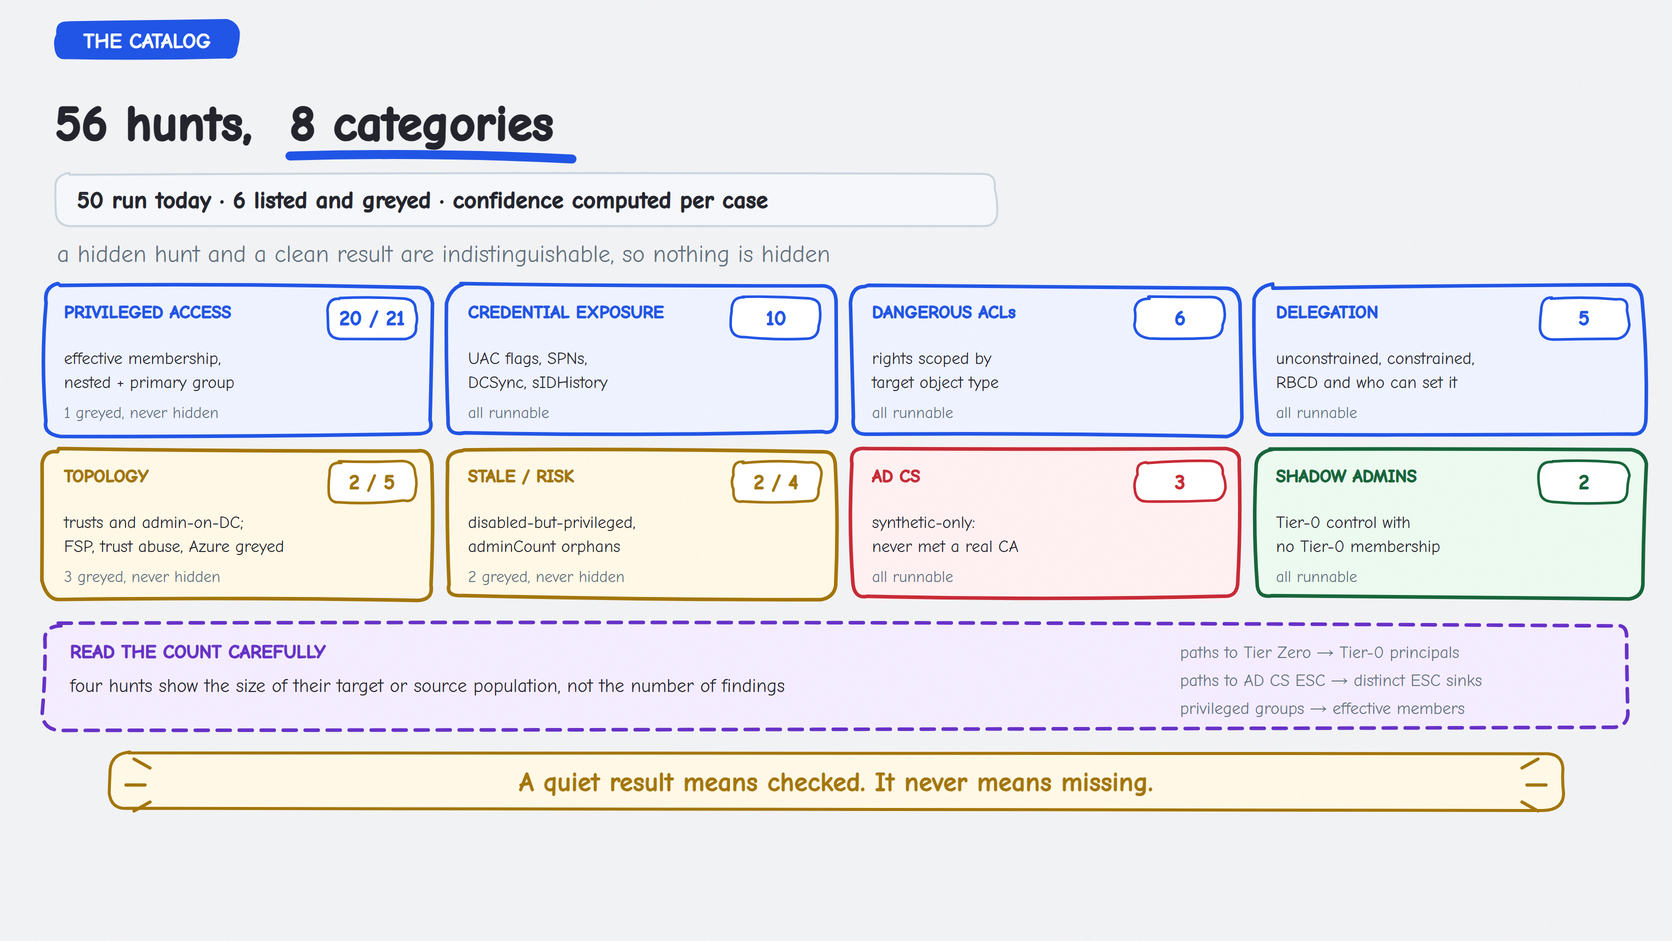 THE CATALOG
56 hunts, 8 categories
50 run today · 6 listed and greyed · confidence computed per case
a hidden hunt and a clean result are indistinguishable, so nothing is hidden
PRIVILEGED ACCESS
20 / 21
effective membership,
nested + primary group
1 greyed, never hidden
CREDENTIAL EXPOSURE
10
UAC flags, SPNs,
DCSync, sIDHistory
all runnable
DANGEROUS ACLs
6
rights scoped by
target object type
all runnable
DELEGATION
5
unconstrained, constrained,
RBCD and who can set it
all runnable
TOPOLOGY
2 / 5
trusts and admin-on-DC;
FSP, trust abuse, Azure greyed
3 greyed, never hidden
STALE / RISK
2 / 4
disabled-but-privileged,
adminCount orphans
2 greyed, never hidden
AD CS
3
synthetic-only:
never met a real CA
all runnable
SHADOW ADMINS
2
Tier-0 control with
no Tier-0 membership
all runnable
READ THE COUNT CAREFULLY
four hunts show the size of their target or source population, not the number of findings
paths to Tier Zero → Tier-0 principals
paths to AD CS ESC → distinct ESC sinks
privileged groups → effective members
A quiet result means checked. It never means missing.